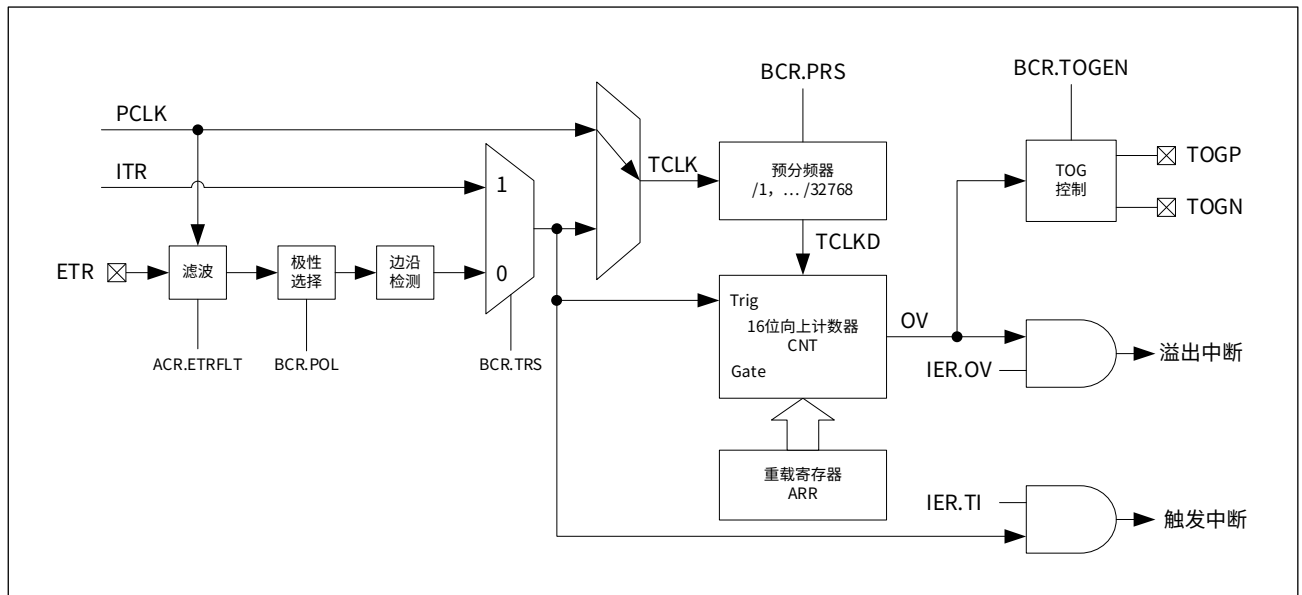 BCR.PRS
BCR.TOGEN
PCLK
ITR
1
TCLK
预分频器
/1，… /32768
TOG
控制
TOGP
TOGN
TCLKD
ETR
滤波
极性
选择
边沿
检测
0
Trig
16位向上计数器
CNT
Gate
OV
ACR.ETRFLT
BCR.POL
BCR.TRS
IER.OV
溢出中断
重载寄存器
ARR
IER.TI
触发中断